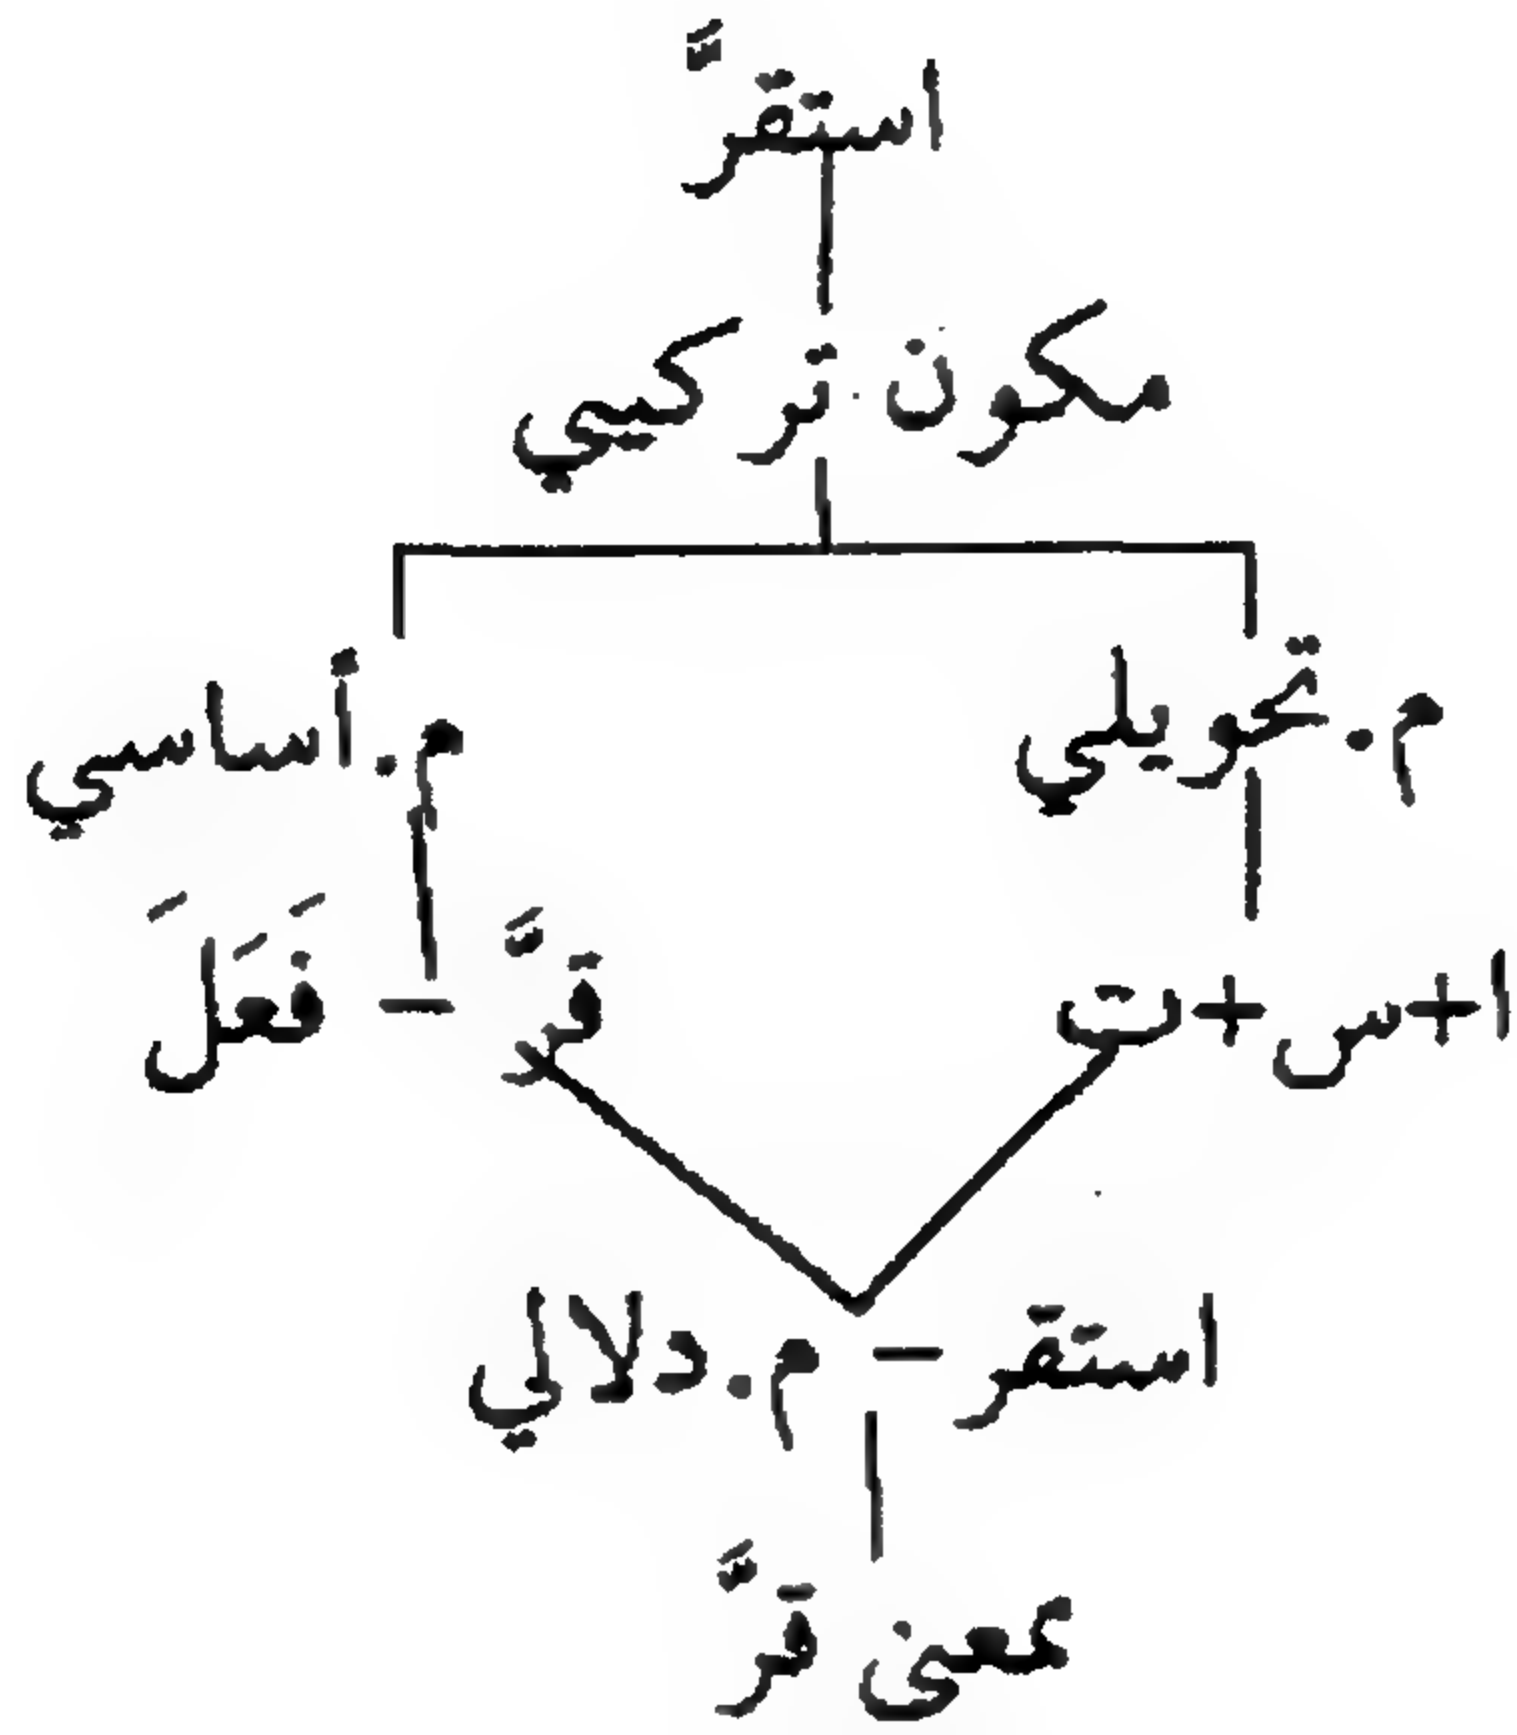 استقرّ
مكون تركيبي
م. تحويلي
م. أساسي
ا+س+ت
قرّ – فَعَلَ
استقر – م. دلالي
بمعنى قرّ